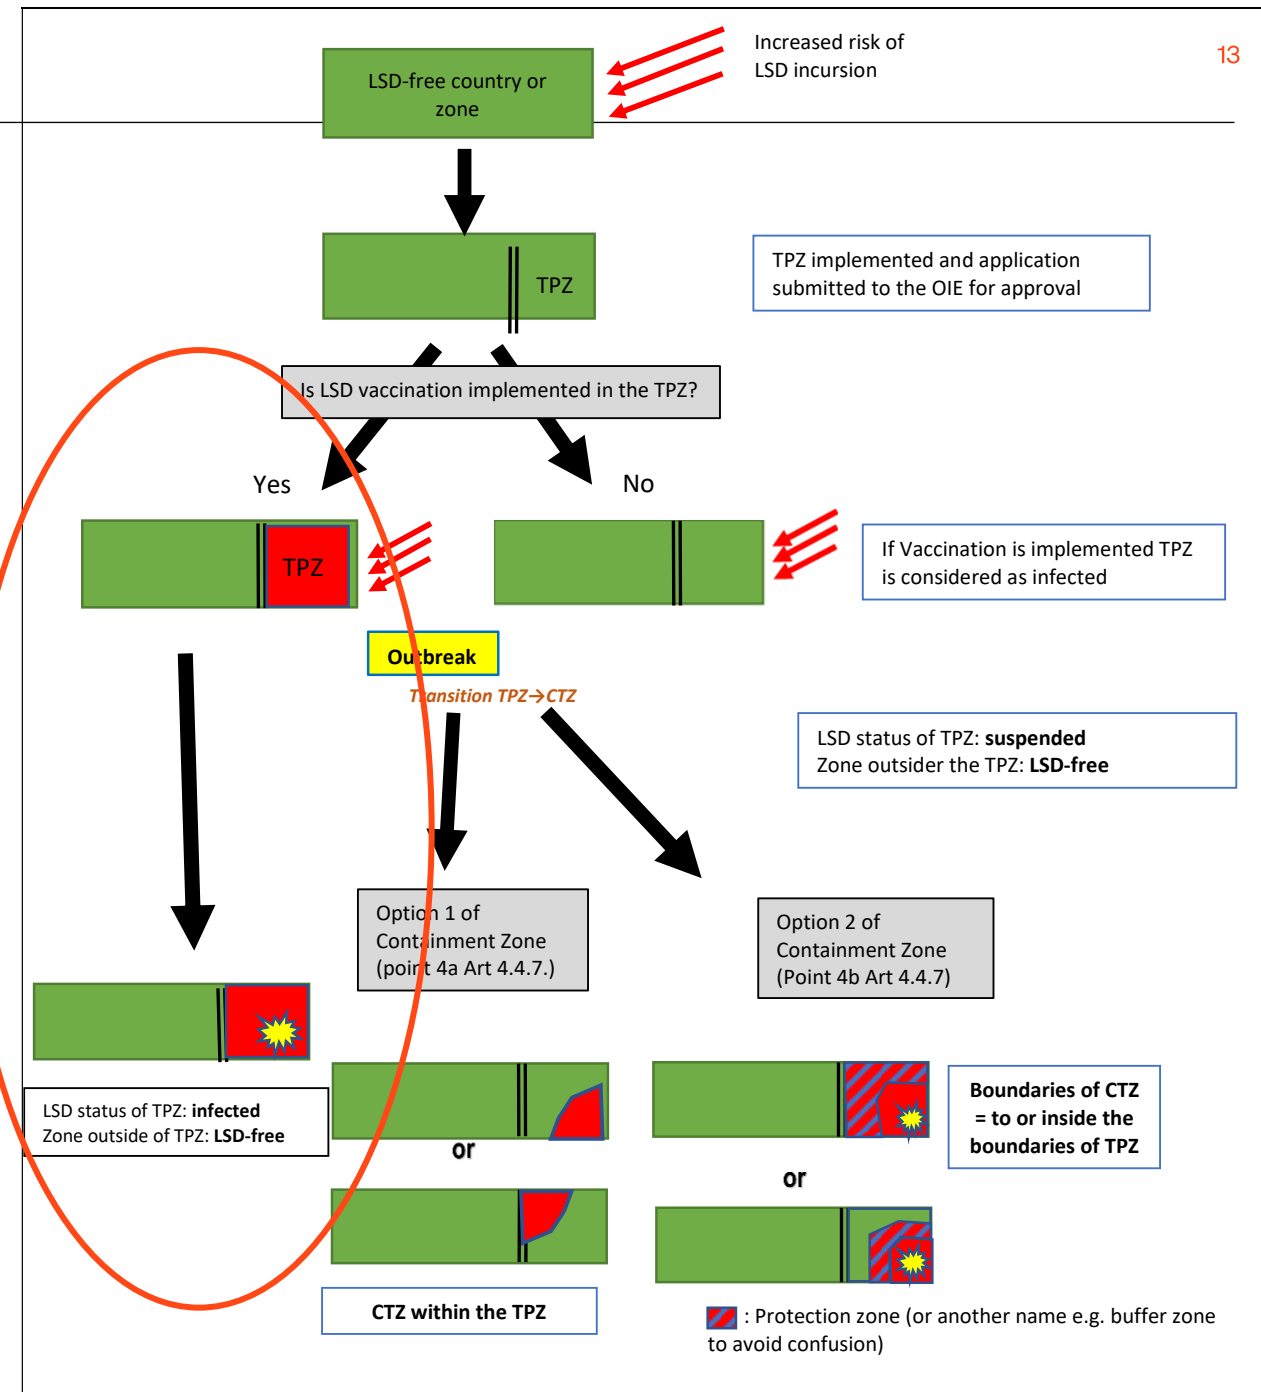 Increased risk of
LSD incursion
13
LSD-free country or
zone
TPZ
TPZ implemented and application
submitted to the OIE for approval
Is LSD vaccination implemented in the TPZ?
Yes
No
TPZ
If Vaccination is implemented TPZ
is considered as infected
Outbreak
Transition TPZ→CTZ
LSD status of TPZ: suspended
Zone outsider the TPZ: LSD-free
Option 1 of
Containment Zone
(point 4a Art 4.4.7.)
Option 2 of
Containment Zone
(Point 4b Art 4.4.7)
LSD status of TPZ: infected
Zone outside of TPZ: LSD-free
or
or
Boundaries of CTZ
= to or inside the
boundaries of TPZ
CTZ within the TPZ
: Protection zone (or another name e.g. buffer zone
to avoid confusion)